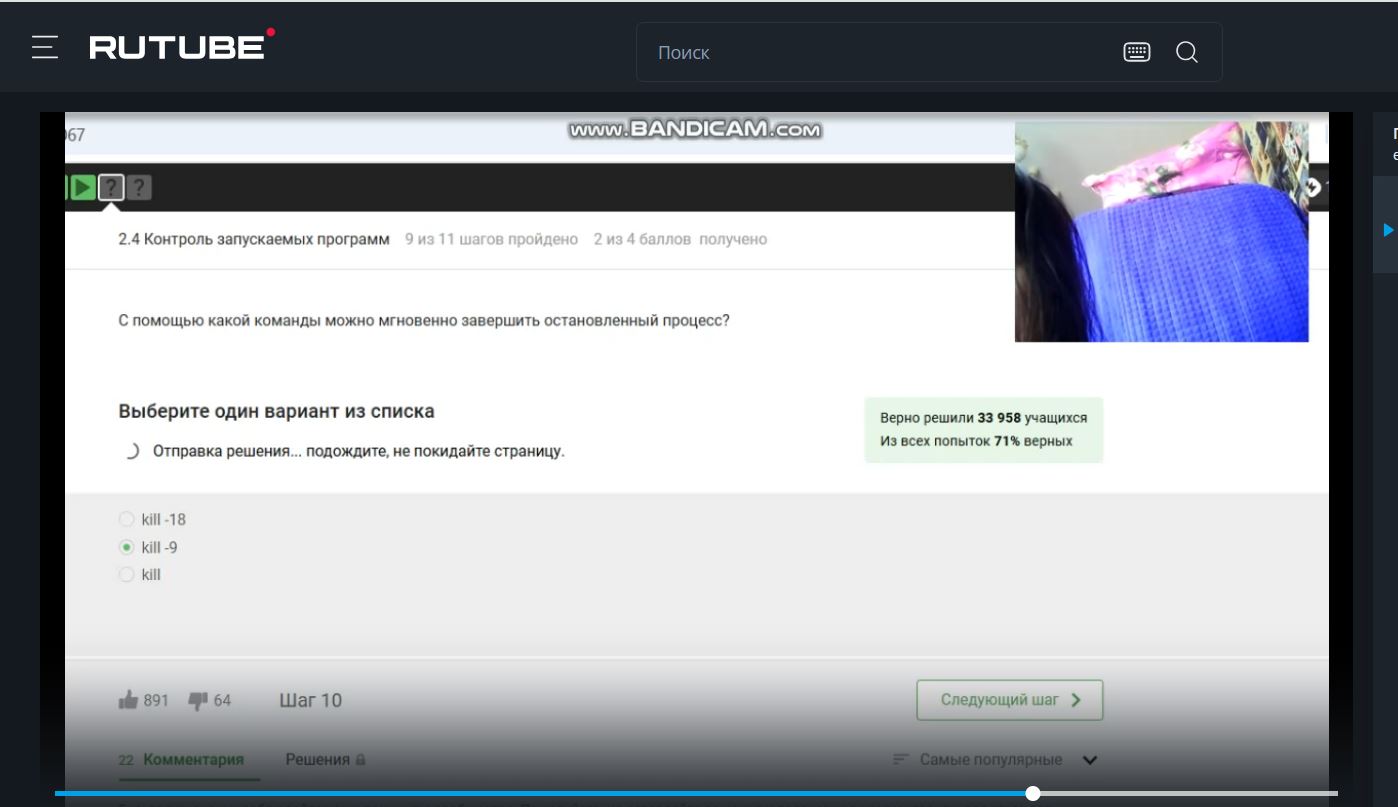 RUTUBE
Поиск
www.BANDICAM.com
067
? ?
2.4 Контроль запускаемых программ 9 из 11 шагов пройдено 2 из 4 баллов получено
С помощью какой команды можно мгновенно завершить остановленный процесс?
Выберите один вариант из списка
Отправка решения... подождите, не покидайте страницу.
Верно решили 33 958 учащихся
Из всех попыток 71% верных
kill -18
kill -9
kill
891 64 Шаг 10
Следующий шаг
22 Комментария Решения
Самые популярные